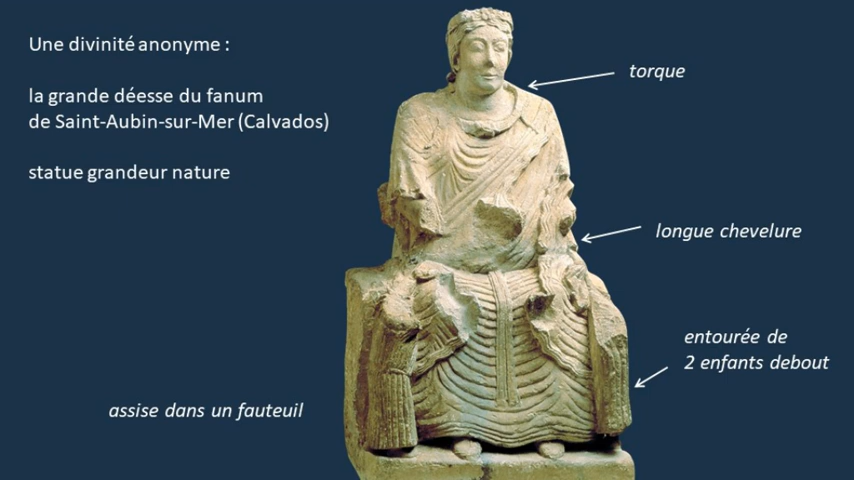 Une divinité anonyme :
la grande déesse du fanum
de Saint-Aubin-sur-Mer (Calvados)
statue grandeur nature
torque
longue chevelure
entourée de
2 enfants debout
assise dans un fauteuil